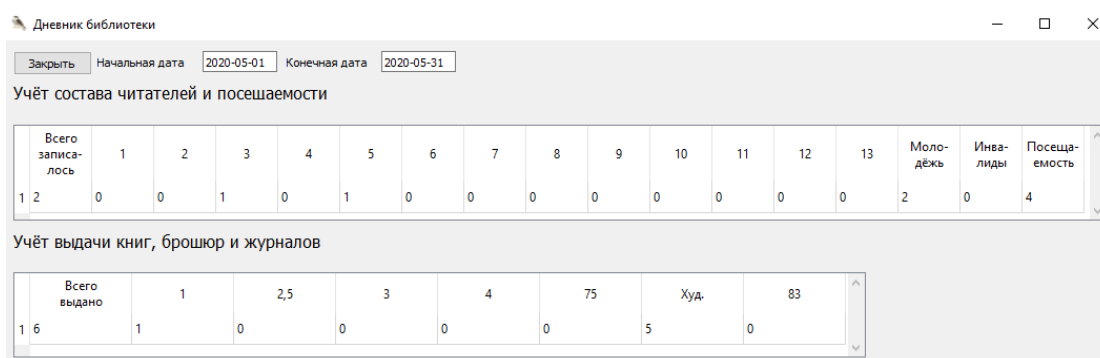 Дневник библиотеки
Закрыть Начальная дата 2020-05-01 Конечная дата 2020-05-31
Учёт состава читателей и посешаемости
Всего записа- лось 1 2 3 4 5 6 7 8 9 10 11 12 13 Моло- дёжь Инва- лиды Посеща- емость
1 2 0 0 1 0 1 0 0 0 0 0 0 0 0 2 0 4
Учёт выдачи книг, брошюр и журналов
Всего выдано 1 2,5 3 4 75 Худ. 83
1 6 1 0 0 0 0 5 0